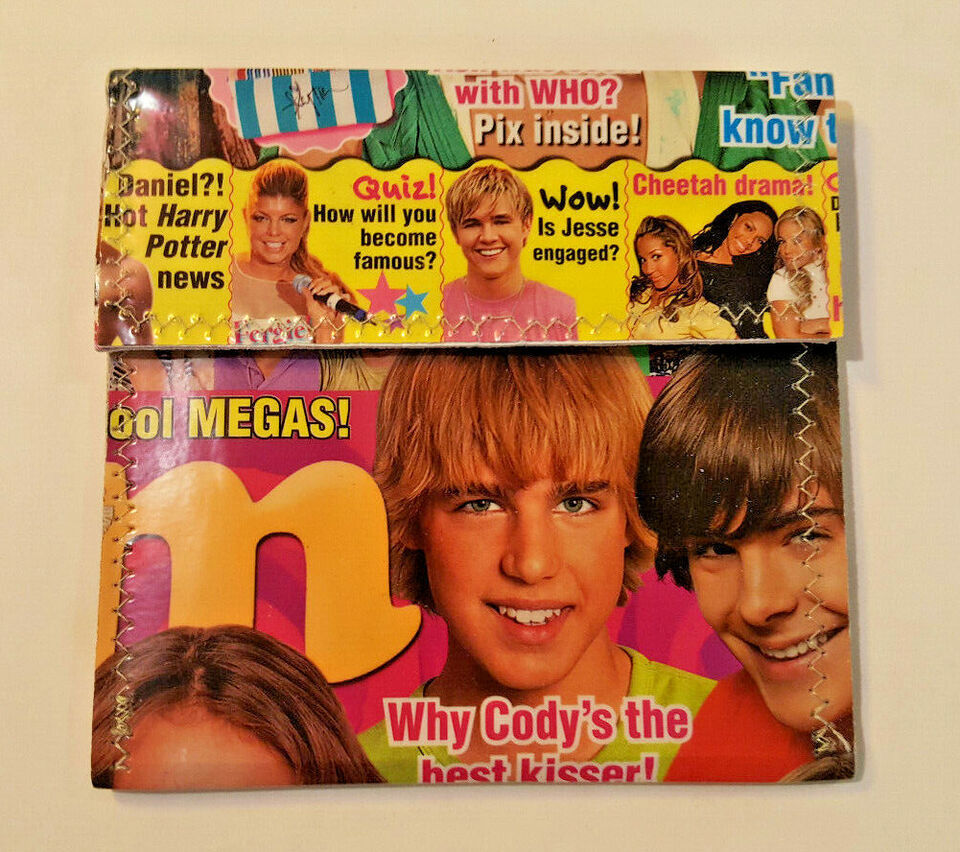 with WHO?
Pix inside!
"Fan
know t
Daniel?!
Hot Harry
Potter
news
Fergie
Quiz!
How will you
become
famous?
Wow!
Is Jesse
engaged?
Cheetah drama!
ool MEGAS!
m
Why Cody's the
best kisser!